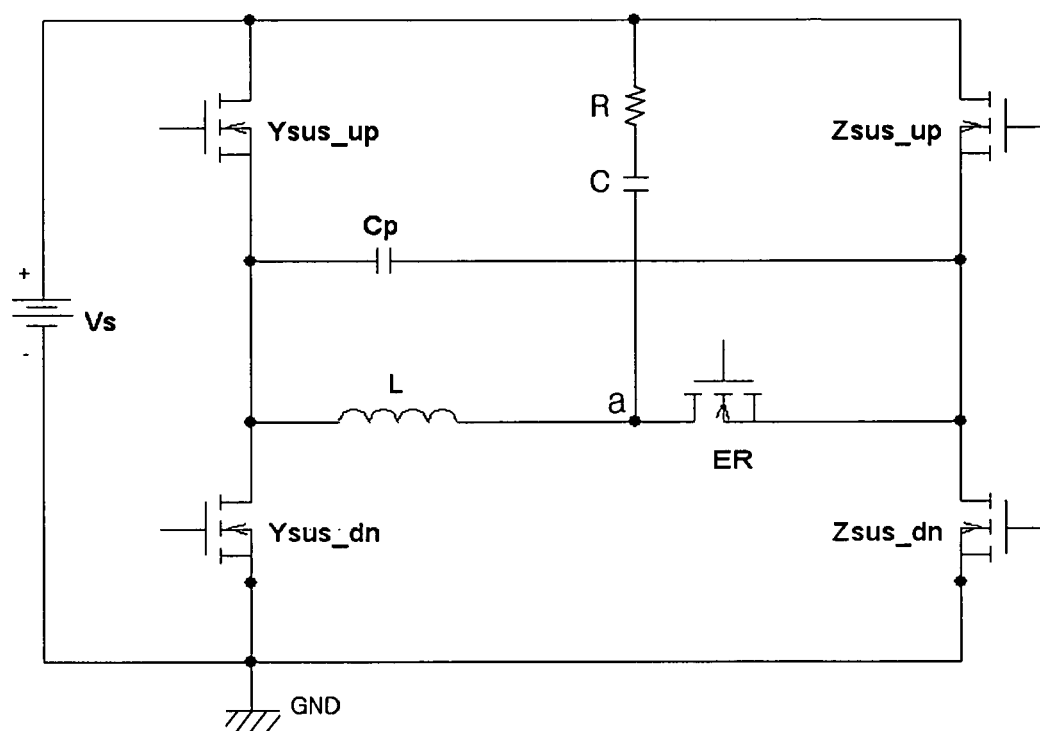 R
Ysus_up
Zsus_up
C
Cp
+
Vs
-
L
a
ER
Ysus_dn
Zsus_dn
GND